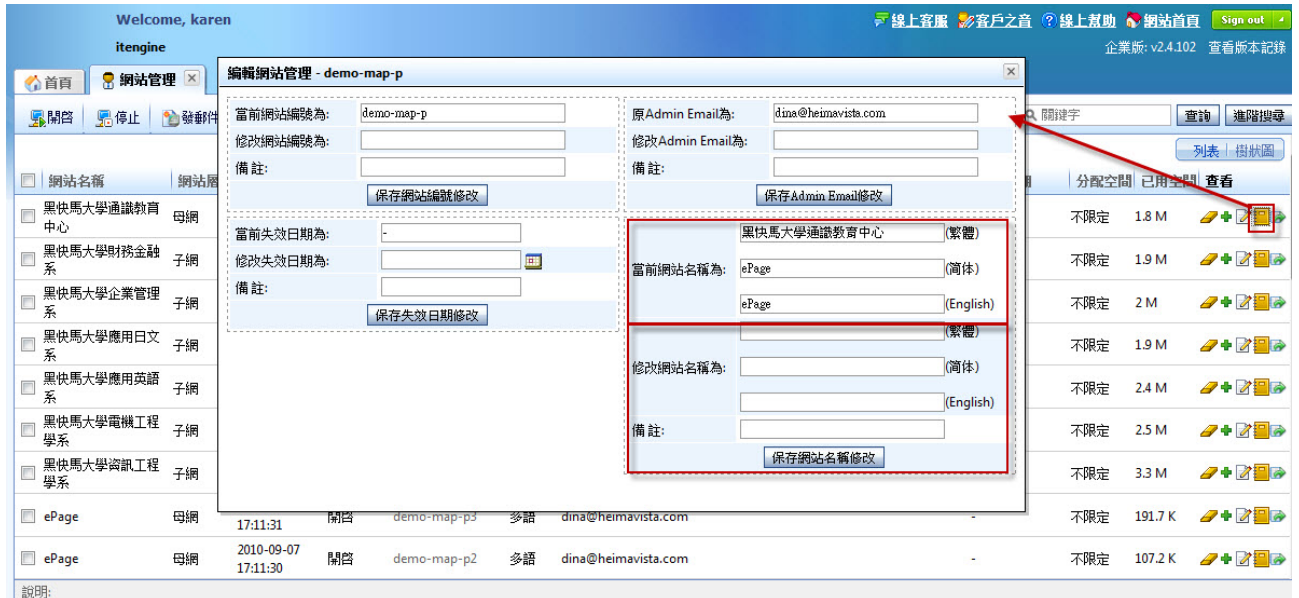 Welcome, karen
線上客服 客戶之音 線上幫助 網站首頁 Sign out
itengine
企業版: v2.4.102 查看版本記錄
首頁 網站管理
編輯網站管理 - demo-map-p
開啓 停止 發郵件
關鍵字 查詢 進階搜尋
列表 樹狀圖
當前網站編號為: demo-map-p
修改網站編號為:
備註:
保存網站編號修改
原Admin Email為: dina@heimavista.com
修改Admin Email為:
備註:
保存Admin Email修改
當前失效日期為: -
修改失效日期為:
備註:
保存失效日期修改
當前網站名稱為:
黑快馬大學通識教育中心 (繁體)
ePage (简体)
ePage (English)
修改網站名稱為:
(繁體)
(简体)
(English)
備註:
保存網站名稱修改
網站名稱 網站層 分配空間 已用空間 查看
黑快馬大學通識教育
中心 母網 不限定 1.8 M
黑快馬大學財務金融
系 子網 不限定 1.9 M
黑快馬大學企業管理
系 子網 不限定 2 M
黑快馬大學應用日文
系 子網 不限定 1.9 M
黑快馬大學應用英語
系 子網 不限定 2.4 M
黑快馬大學電機工程
學系 子網 不限定 2.5 M
黑快馬大學資訊工程
學系 子網 不限定 3.3 M
ePage 母網 17:11:31 開啓 demo-map-p3 多語 dina@heimavista.com - 不限定 191.7 K
ePage 母網 2010-09-07
17:11:30 開啓 demo-map-p2 多語 dina@heimavista.com - 不限定 107.2 K
說明: